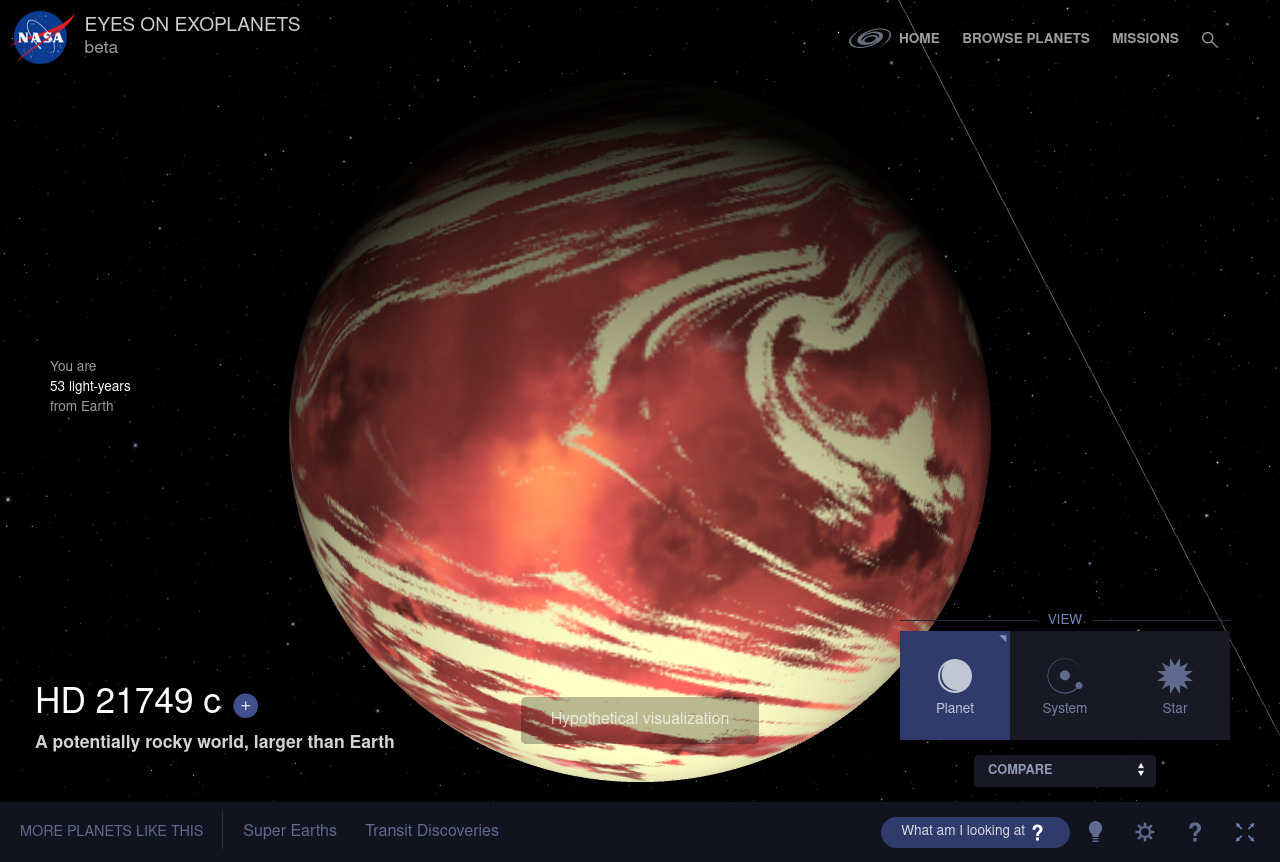 NASA
EYES ON EXOPLANETS
beta
HOME
BROWSE PLANETS
MISSIONS
You are
53 light-years
from Earth
VIEW
Planet
System
Star
HD 21749 c +
A potentially rocky world, larger than Earth
Hypothetical visualization
COMPARE
MORE PLANETS LIKE THIS
Super Earths
Transit Discoveries
What am I looking at ?
?